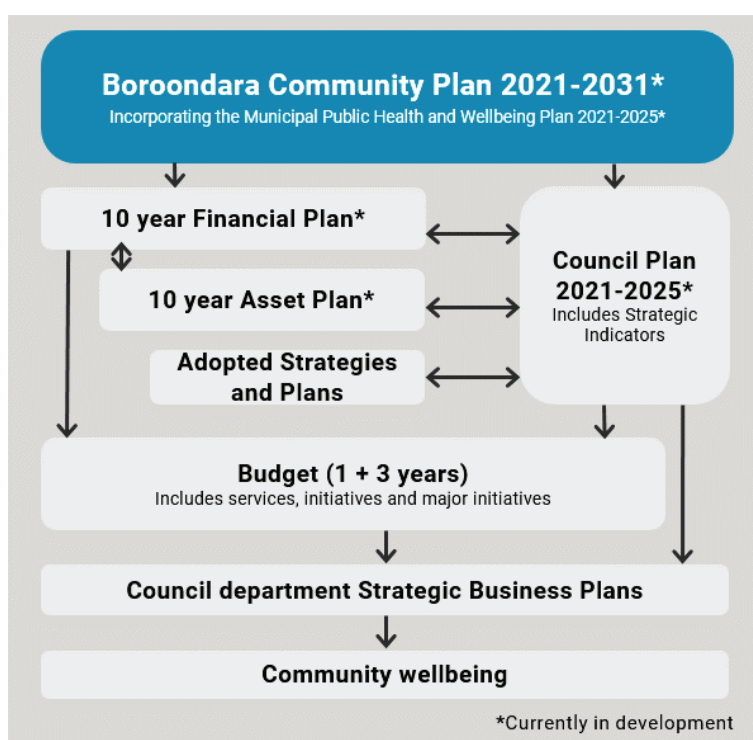 Boroondara Community Plan 2021-2031*
Incorporating the Municipal Public Health and Wellbeing Plan 2021-2025*
10 year Financial Plan*
10 year Asset Plan*
Adopted Strategies
and Plans
Council Plan
2021-2025*
Includes Strategic
Indicators
Budget (1 + 3 years)
Includes services, initiatives and major initiatives
Council department Strategic Business Plans
Community wellbeing
*Currently in development